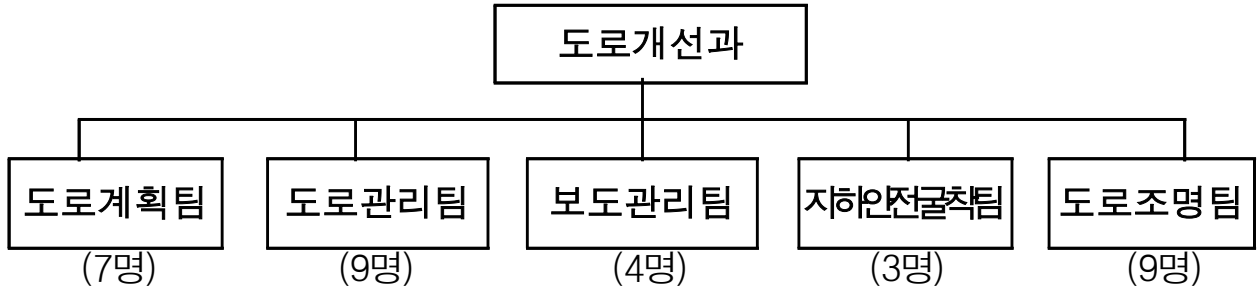 도로개선과
도로계획팀 도로관리팀 보도관리팀 지하안전굴착팀 도로조명팀
(7명) (9명) (4명) (3명) (9명)